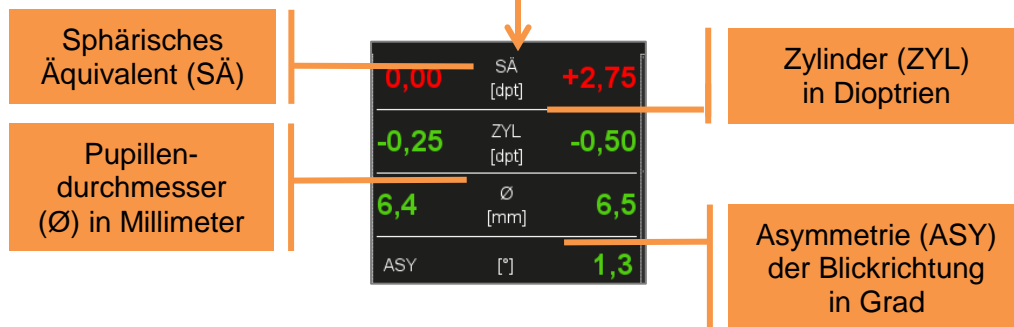 Sphärisches
Äquivalent (SÄ)
Pupillen-
durchmesser
(Ø) in Millimeter
0,00 SÄ [dpt] +2,75
-0,25 ZYL [dpt] -0,50
6,4 Ø [mm] 6,5
ASY [°] 1,3
Zylinder (ZYL)
in Dioptrien
Asymmetrie (ASY)
der Blickrichtung
in Grad